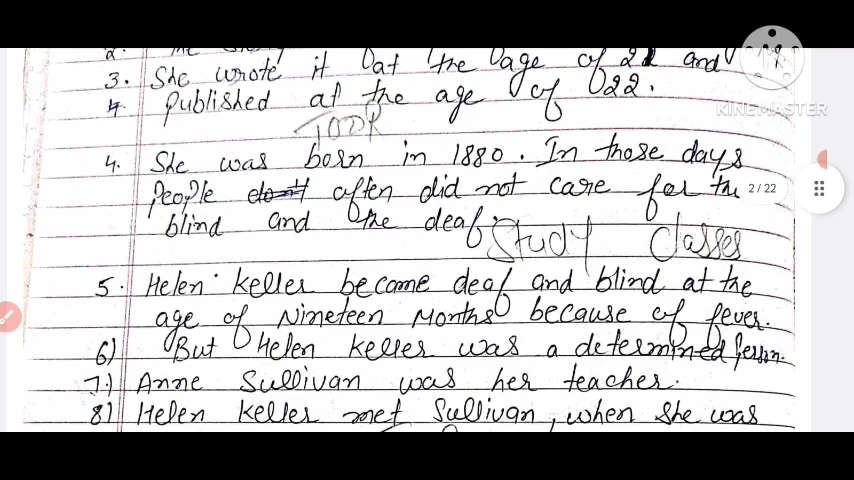 2. The
3. She wrote it at the age of 21 and
4 published at the age of 22.
KINEMASTER
TOOR
4. She was born in 1880. In those days
People often did not care for the
2 / 22
blind and the deaf.
Study Classes
5. Helen Keller became deaf and blind at the
age of Nineteen Months because of fever.
6) But Helen Keller was a determined person.
7.) Anne Sullivan was her teacher.
8) Helen Keller met Sullivan, when she was